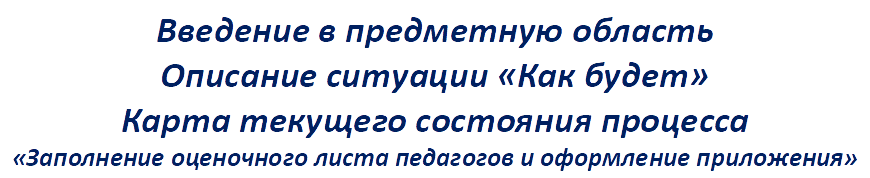 Введение в предметную область
Описание ситуации «Как будет»
Карта текущего состояния процесса
«Заполнение оценочного листа педагогов и оформление приложения»